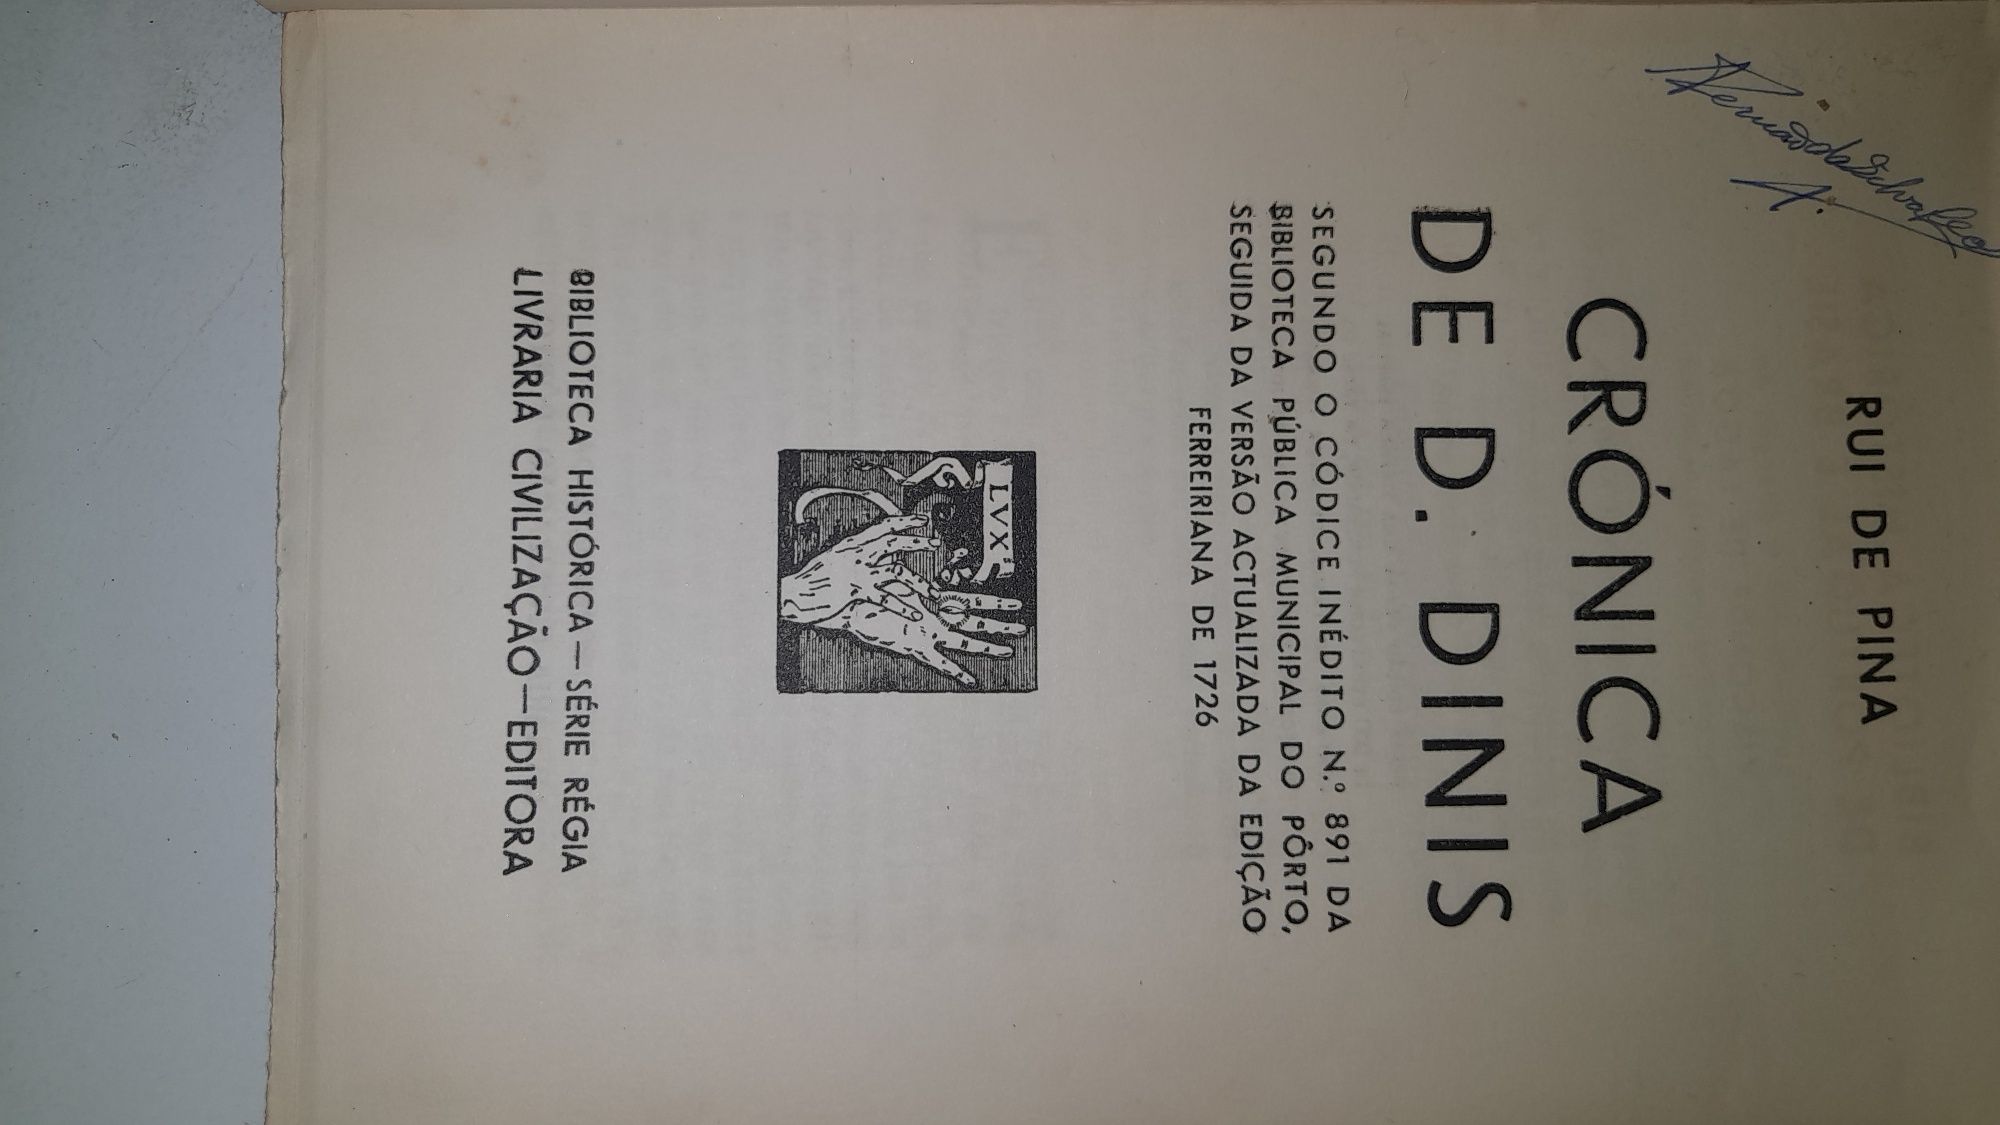 RUI DE PINA
CRÓNICA
DE D. DINIS
SEGUNDO O CÓDICE INÉDITO N.º 891 DA
BIBLIOTECA PÚBLICA MUNICIPAL DO PÔRTO,
SEGUIDA DA VERSÃO ACTUALIZADA DA EDIÇÃO
FERREIRIANA DE 1726
LVX
BIBLIOTECA HISTÓRICA — SÉRIE RÉGIA
LIVRARIA CIVILIZAÇÃO — EDITORA